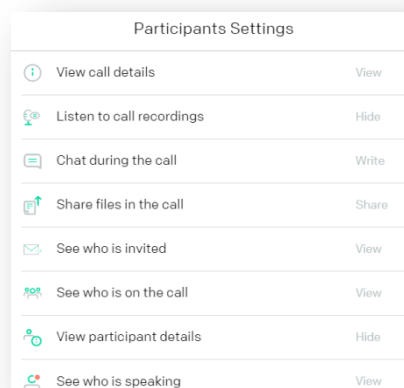 Participants Settings
View call details View
Listen to call recordings Hide
Chat during the call Write
Share files in the call Share
See who is invited View
See who is on the call View
View participant details Hide
See who is speaking View